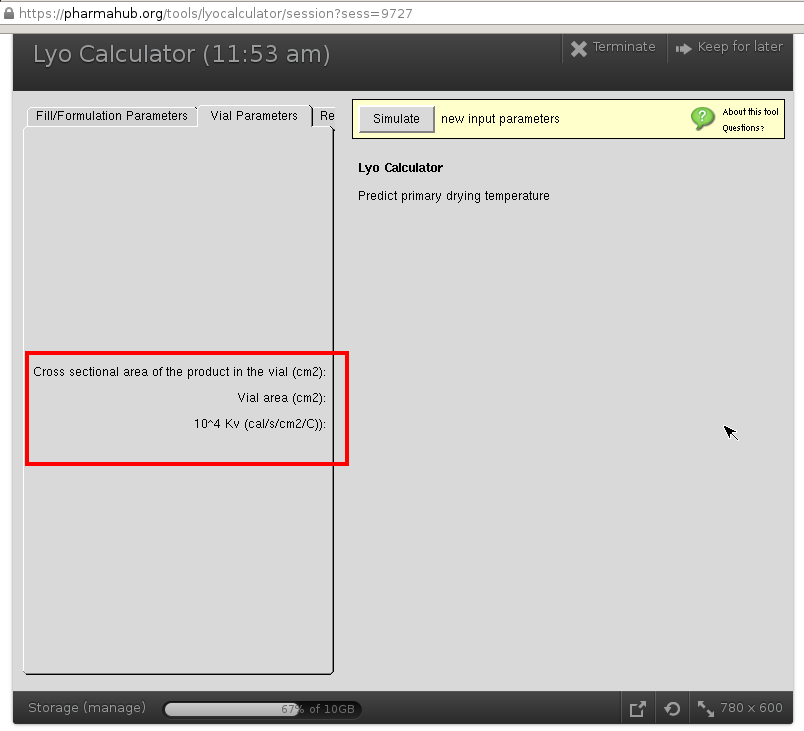 https://pharmahub.org/tools/lyocalculator/session?sess=9727
Lyo Calculator (11:53 am)
Terminate
Keep for later
Fill/Formulation Parameters
Vial Parameters
Re
Simulate
new input parameters
?
About this tool
Questions?
Lyo Calculator
Predict primary drying temperature
Cross sectional area of the product in the vial (cm2):
Vial area (cm2):
10^4 Kv (cal/s/cm2/C)):
Storage (manage)
67% of 10GB
780 x 600